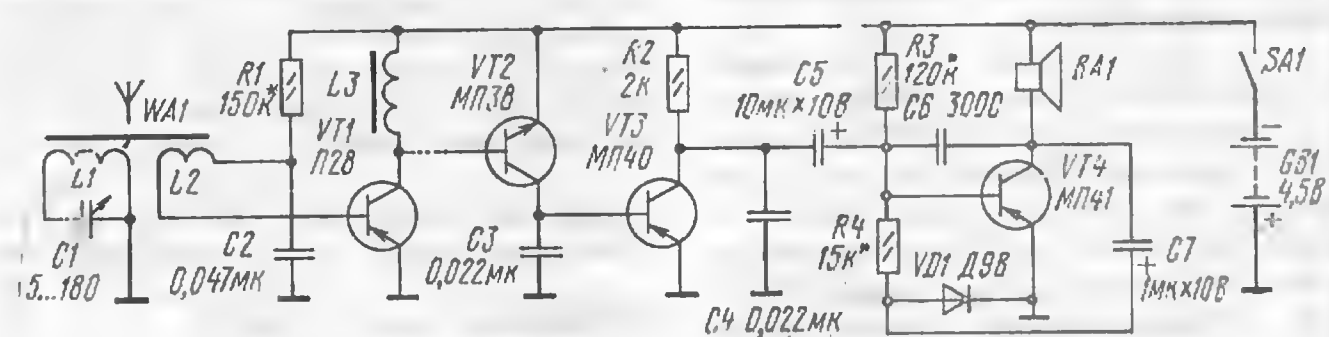 WA1
L1
C1
5...180
L2
R1
150к*
C2
0,047мк
L3
VT1
П28
VT2
МП38
C3
0,022мк
R2
2к
VT3
МП40
C4 0,022мк
C5
10мк×10В
+
R3
120к*
C6 3000
R4
15к*
VD1 Д9В
BA1
VT4
МП41
C7
+
1мк×10В
SA1
−
GB1
4,5В
+